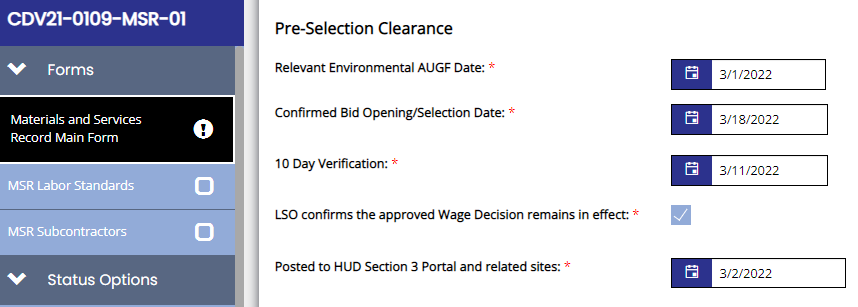 CDV21-0109-MSR-01
Forms
Materials and Services
Record Main Form
MSR Labor Standards
MSR Subcontractors
Status Options
Pre-Selection Clearance
Relevant Environmental AUGF Date: * 3/1/2022
Confirmed Bid Opening/Selection Date: * 3/18/2022
10 Day Verification: * 3/11/2022
LSO confirms the approved Wage Decision remains in effect: *
Posted to HUD Section 3 Portal and related sites: * 3/2/2022